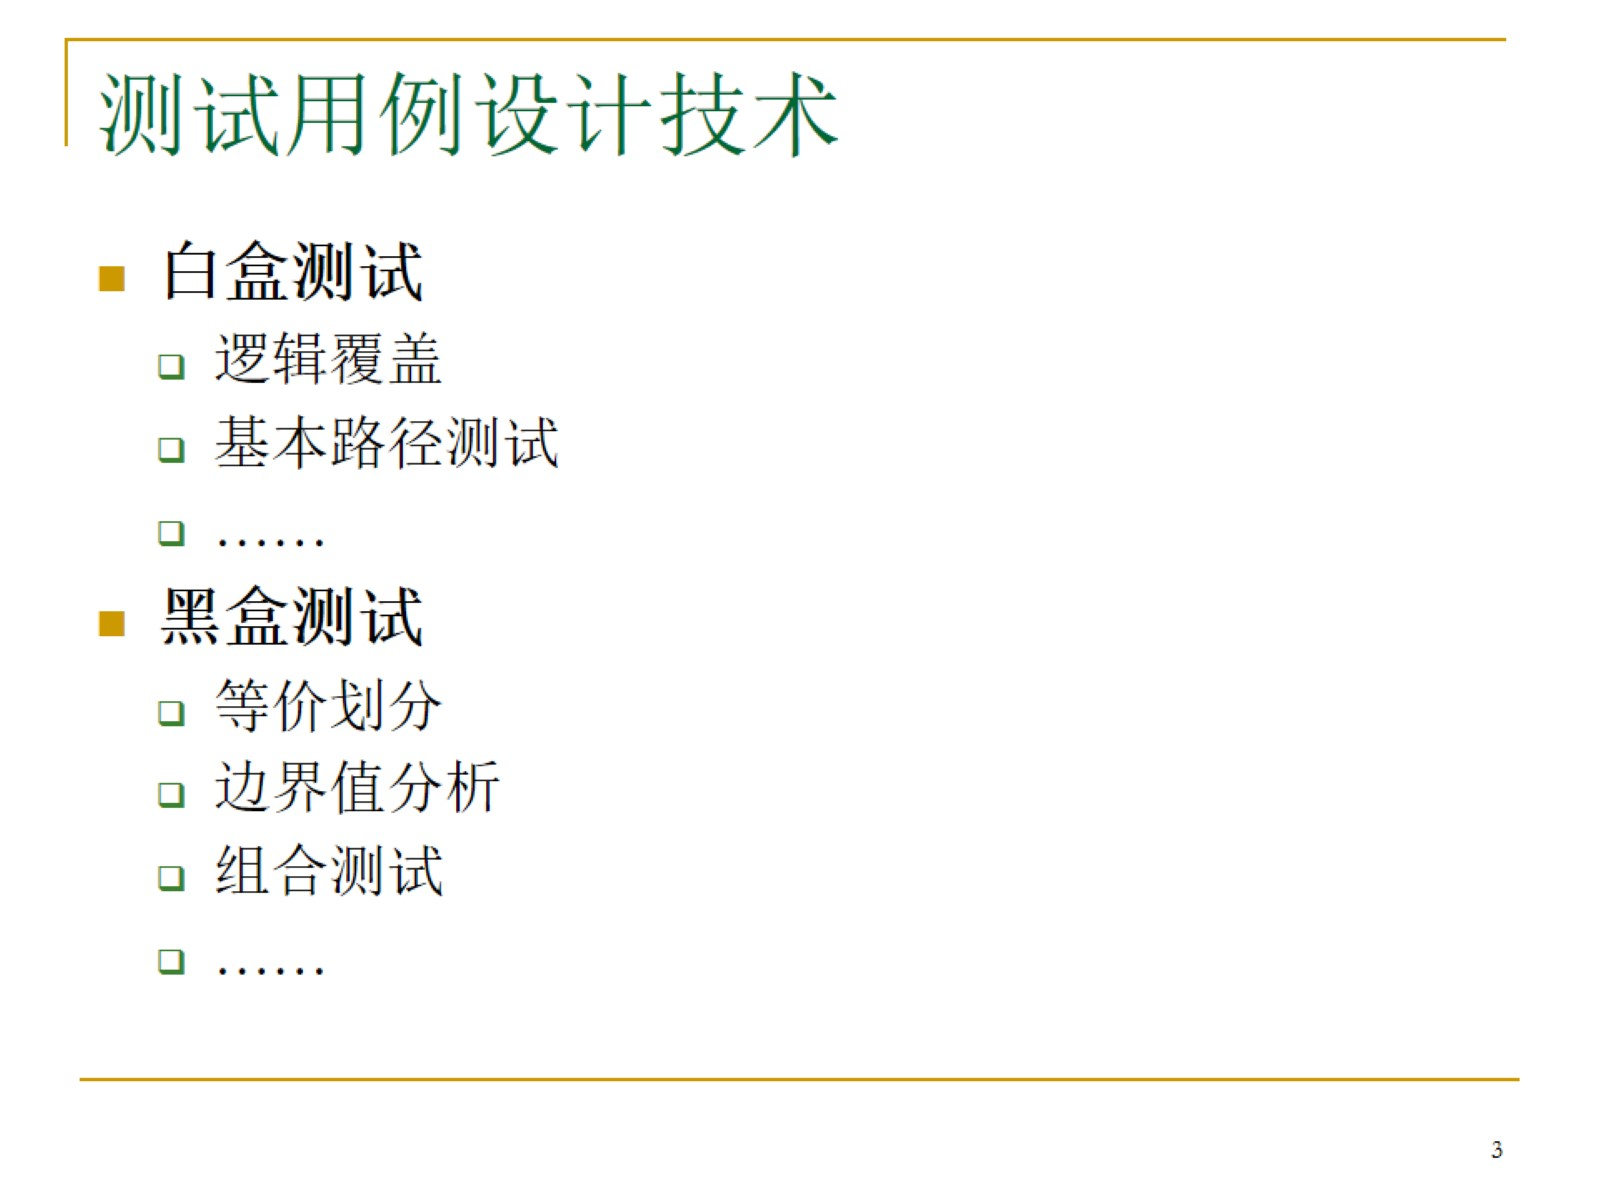 测试用例设计技术
白盒测试
逻辑覆盖
基本路径测试
……
黑盒测试
等价划分
边界值分析
组合测试
……
3